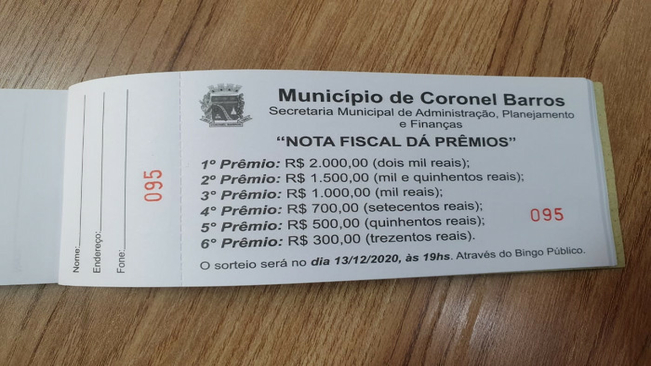 Nome:
Endereço:
Fone:
095
Município de Coronel Barros
Secretaria Municipal de Administração, Planejamento
e Finanças
“NOTA FISCAL DÁ PRÊMIOS”
1º Prêmio: R$ 2.000,00 (dois mil reais);
2º Prêmio: R$ 1.500,00 (mil e quinhentos reais);
3º Prêmio: R$ 1.000,00 (mil reais);
4º Prêmio: R$ 700,00 (setecentos reais);
5º Prêmio: R$ 500,00 (quinhentos reais);
6º Prêmio: R$ 300,00 (trezentos reais).
095
O sorteio será no dia 13/12/2020, às 19hs. Através do Bingo Público.